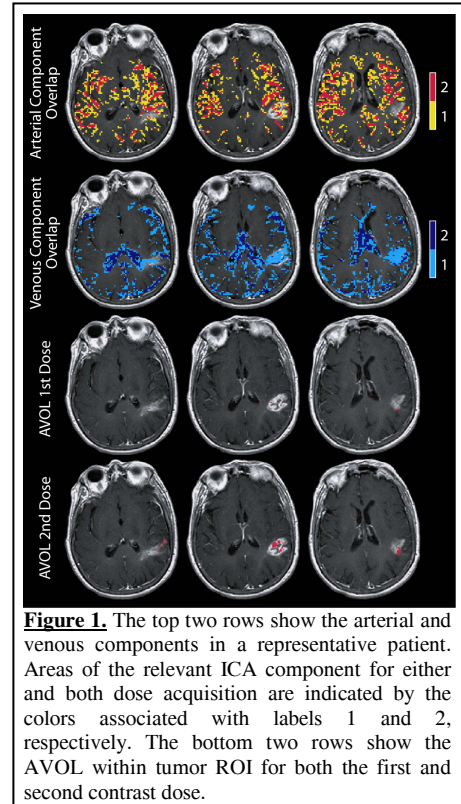 Arterial Component
Overlap
2
1
Venous Component
Overlap
2
1
AVOL 1st Dose
AVOL 2nd Dose
Figure 1. The top two rows show the arterial and
venous components in a representative patient.
Areas of the relevant ICA component for either
and both dose acquisition are indicated by the
colors associated with labels 1 and 2,
respectively. The bottom two rows show the
AVOL within tumor ROI for both the first and
second contrast dose.